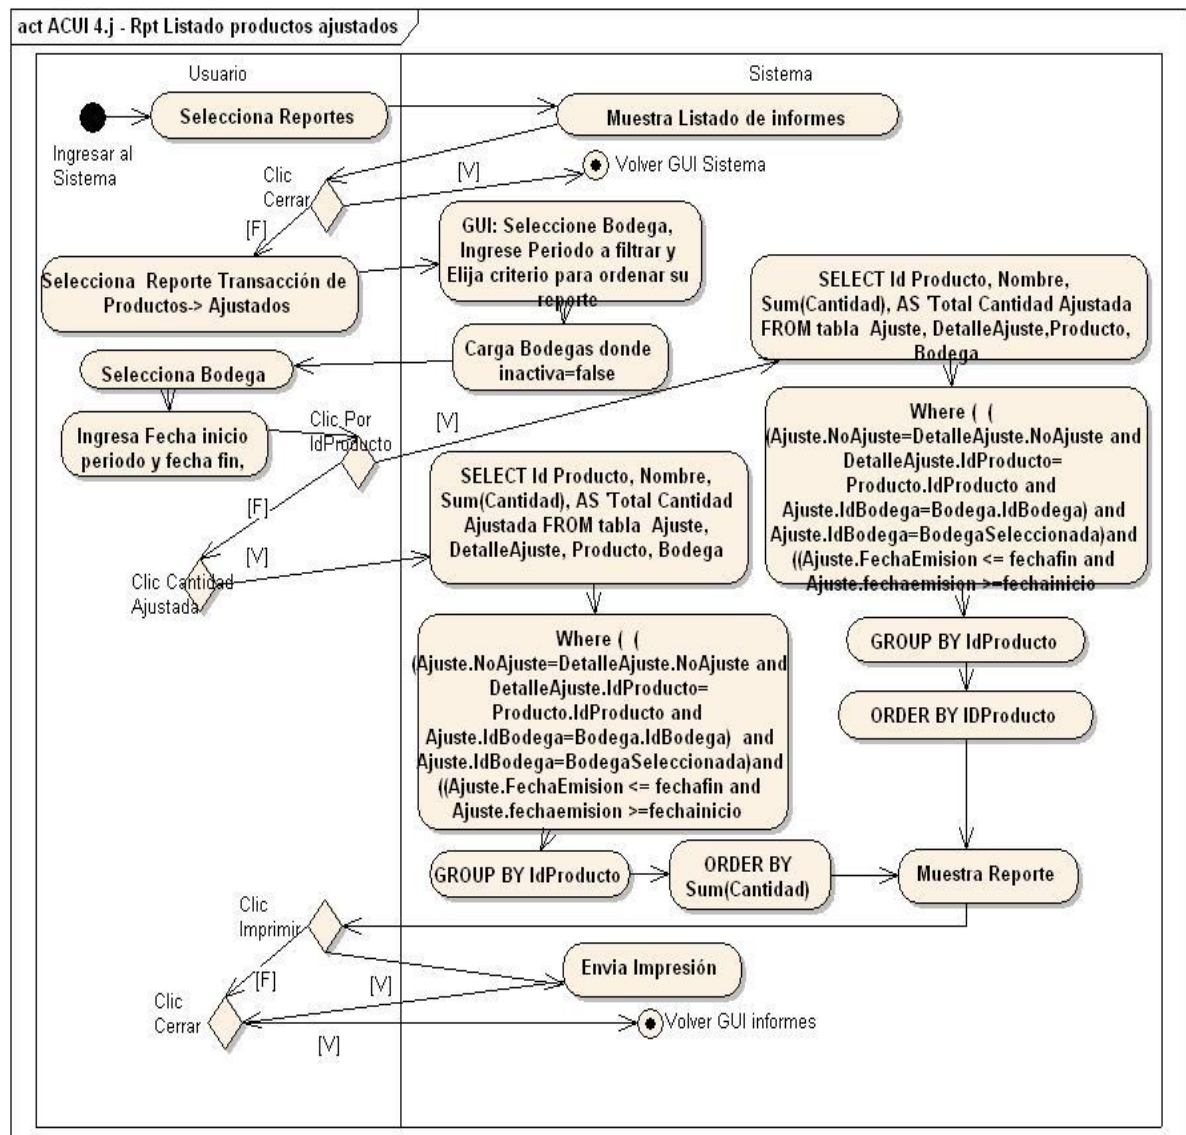 act ACUI 4.j - Rpt Listado productos ajustados
Usuario
Sistema
Selecciona Reportes
Muestra Listado de informes
Ingresar al
Sistema
Clic
Cerrar
[V]
Volver GUI Sistema
[F]
GUI: Seleccione Bodega,
Ingrese Periodo a filtrar y
Elija criterio para ordenar su
reporte
Selecciona Reporte Transacción de
Productos-> Ajustados
SELECT Id Producto, Nombre,
Sum(Cantidad), AS 'Total Cantidad Ajustada
FROM tabla Ajuste, DetalleAjuste,Producto,
Bodega
Carga Bodegas donde
inactiva=false
Selecciona Bodega
Ingresa Fecha inicio
periodo y fecha fin,
Clic Por
IdProducto
[V]
[F]
Where ( (
(Ajuste.NoAjuste=DetalleAjuste.NoAjuste and
DetalleAjuste.IdProducto=
Producto.IdProducto and
Ajuste.IdBodega=Bodega.IdBodega) and
Ajuste.IdBodega=BodegaSeleccionada)and
((Ajuste.FechaEmision <= fechafin and
Ajuste.fechaemision >=fechainicio
SELECT Id Producto, Nombre,
Sum(Cantidad), AS 'Total Cantidad
Ajustada FROM tabla Ajuste,
DetalleAjuste, Producto, Bodega
[V]
Clic Cantidad
Ajustada
GROUP BY IdProducto
ORDER BY IDProducto
Where ( (
(Ajuste.NoAjuste=DetalleAjuste.NoAjuste and
DetalleAjuste.IdProducto=
Producto.IdProducto and
Ajuste.IdBodega=Bodega.IdBodega) and
Ajuste.IdBodega=BodegaSeleccionada)and
((Ajuste.FechaEmision <= fechafin and
Ajuste.fechaemision >=fechainicio
GROUP BY IdProducto
ORDER BY
Sum(Cantidad)
Muestra Reporte
Clic
Imprimir
Envia Impresión
[F]
[V]
Clic
Cerrar
[V]
Volver GUI informes